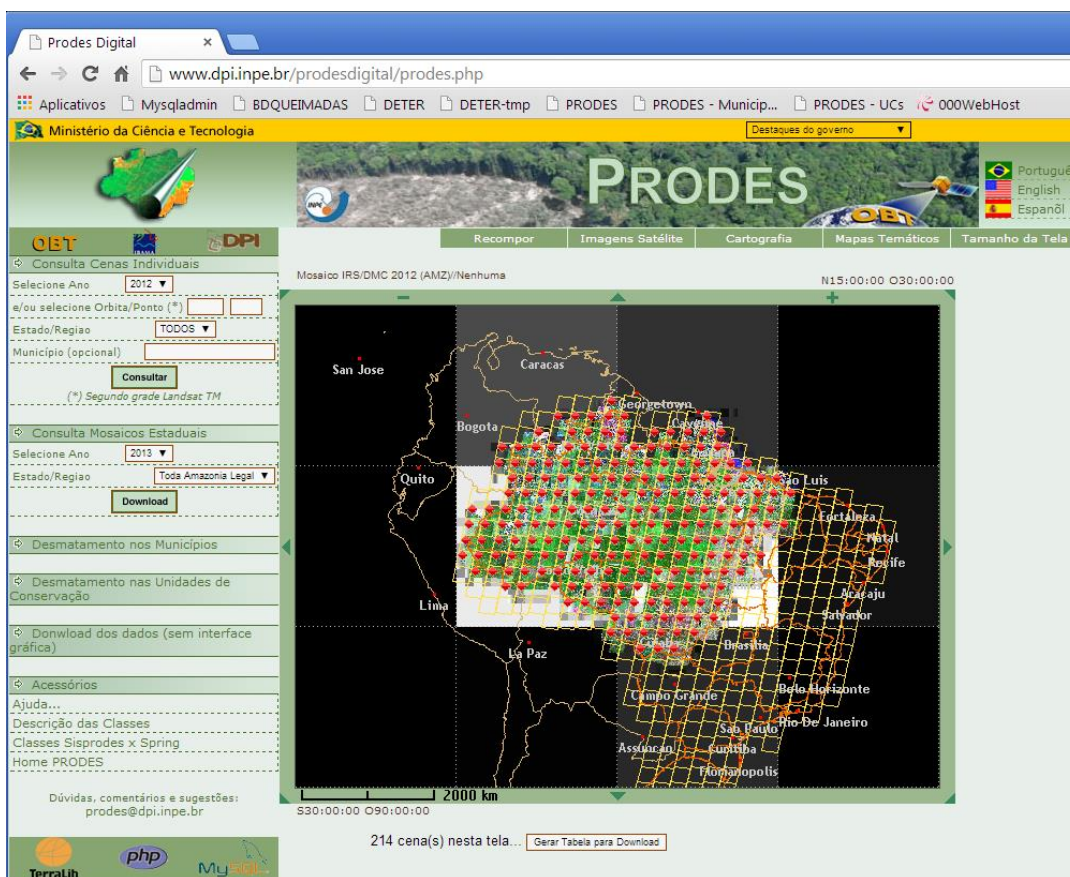 Prodes Digital
www.dpi.inpe.br/prodesdigital/prodes.php
Aplicativos Mysqladmin BDQUEIMADAS DETER DETER-tmp PRODES PRODES - Municip... PRODES - UCs 000WebHost
Ministério da Ciência e Tecnologia
Destaques do governo
PRODES
INPE
OBT
Portuguê
English
Espanõl
OBT
DPI
Recompor Imagens Satélite Cartografia Mapas Temáticos Tamanho da Tela
Consulta Cenas Individuais
Selecione Ano 2012
e/ou selecione Orbita/Ponto (*)
Estado/Regiao TODOS
Município (opcional)
Consultar
(*) Segundo grade Landsat TM
Consulta Mosaicos Estaduais
Selecione Ano 2013
Estado/Regiao Toda Amazonia Legal
Download
Desmatamento nos Municípios
Desmatamento nas Unidades de
Conservação
Donwload dos dados (sem interface
gráfica)
Acessórios
Ajuda...
Descrição das Classes
Classes Sisprodes x Spring
Home PRODES
Dúvidas, comentários e sugestões:
prodes@dpi.inpe.br
TerraLib
php
MySQL
Mosaico IRS/DMC 2012 (AMZ)//Nenhuma
N15:00:00 O30:00:00
San Jose
Caracas
Georgetown
Bogota
Cayenne
Quito
São Luis
Fortaleza
Natal
Recife
Aracaju
Lima
Salvador
La Paz
Cuiaba
Brasilia
Campo Grande
Belo Horizonte
Sao Paulo
Rio De Janeiro
Assuncao
Curitiba
Florianopolis
2000 km
S30:00:00 O90:00:00
214 cena(s) nesta tela... Gerar Tabela para Download